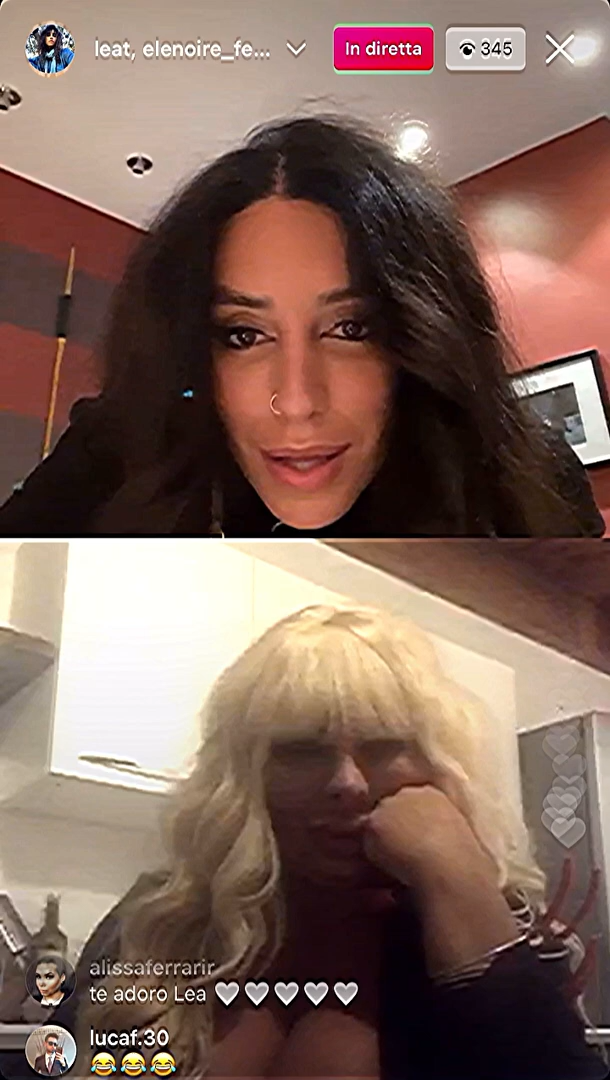 leat, elenoire_fe...
In diretta
345
alissaferrarir
te adoro Lea 🤍🤍🤍🤍🤍
lucaf.30
😂😂😂